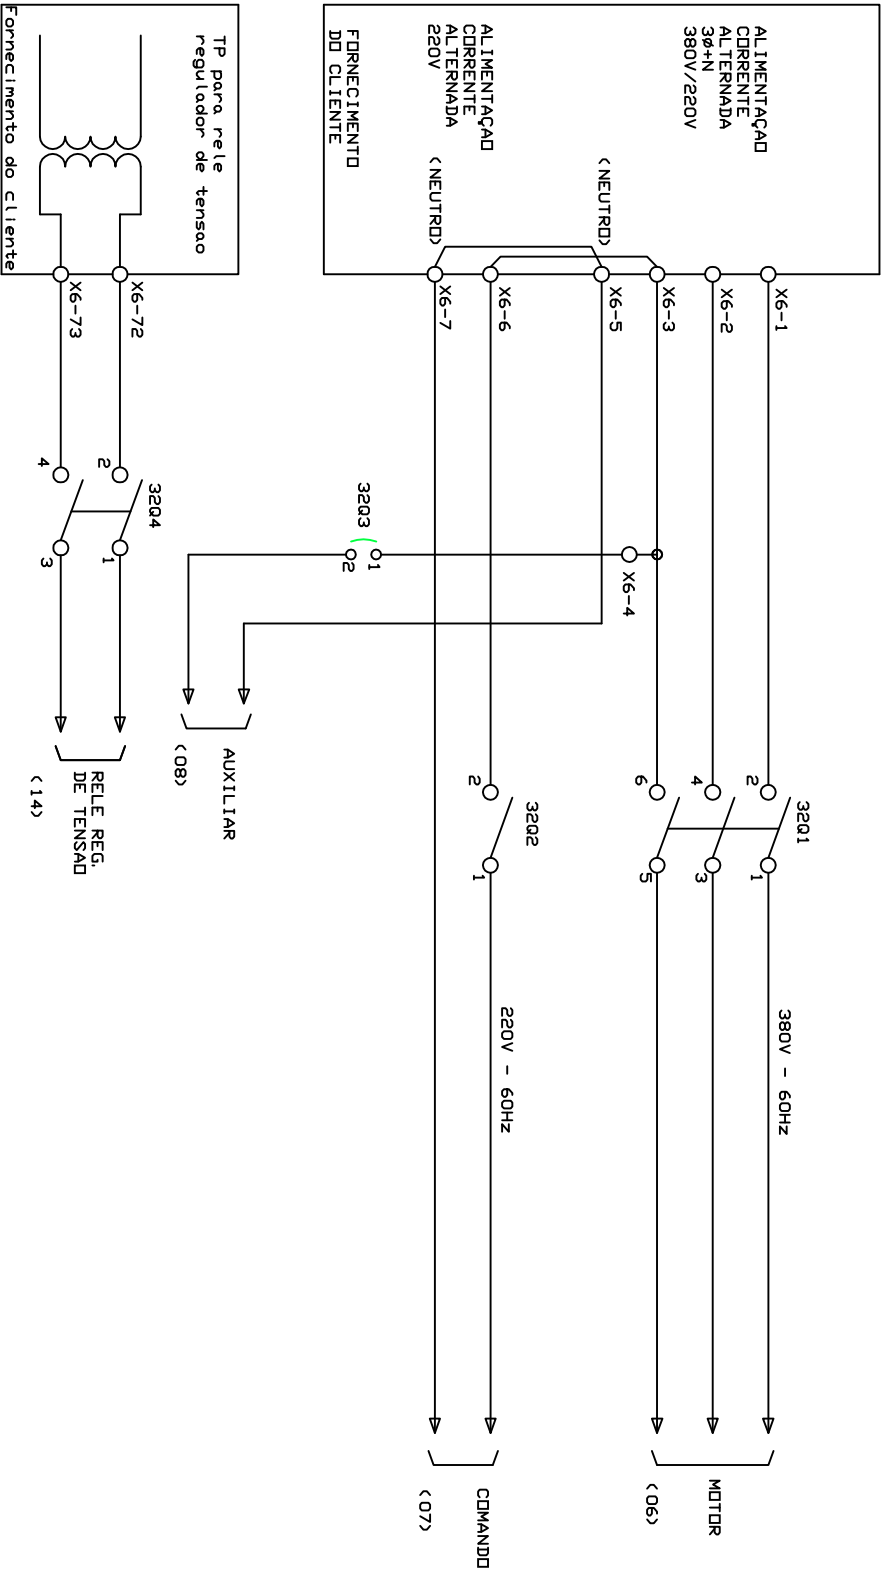 ALIMENTAÇAO
CORRENTE
ALTERNADA
3Ø+N
380V/220V
(NEUTRO)
ALIMENTAÇAO
CORRENTE
ALTERNADA
220V
(NEUTRO)
FORNECIMENTO
DO CLIENTE
X6-1
X6-2
X6-3
X6-5
X6-6
X6-7
X6-4
32Q3
1
2
32Q1
2
1
4
3
6
5
32Q2
2
1
380V - 60Hz
220V - 60Hz
MOTOR
(06)
COMANDO
(07)
AUXILIAR
(08)
TP para rele
regulador de tensao
Fornecimento do cliente
X6-72
X6-73
32Q4
2
1
4
3
RELE REG.
DE TENSAO
(14)